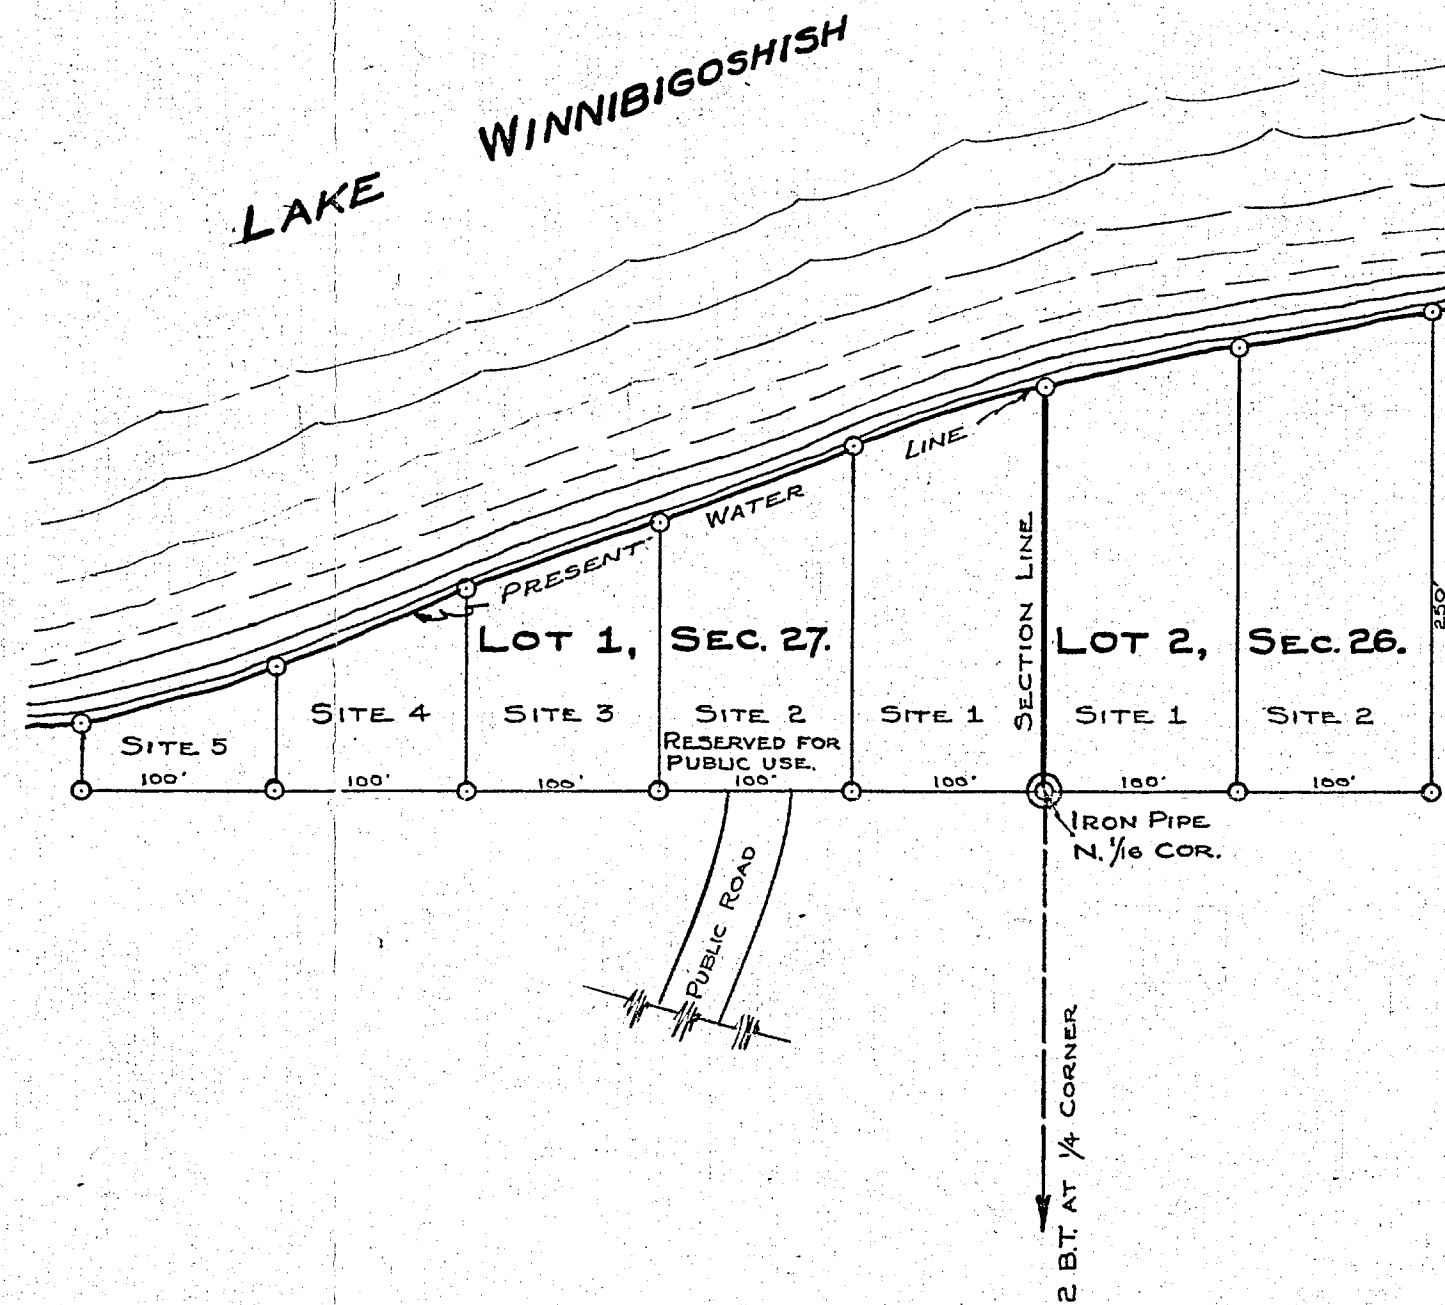 LAKE WINNIBIGOSHISH
PRESENT WATER LINE
LOT 1, SEC. 27.
LOT 2, SEC. 26.
SECTION LINE
250'
SITE 5
SITE 4
SITE 3
SITE 2
RESERVED FOR
PUBLIC USE.
SITE 1
SITE 1
SITE 2
100'
100'
100'
100'
100'
100'
100'
IRON PIPE
N. 1/16 COR.
PUBLIC ROAD
2 B.T. AT 1/4 CORNER